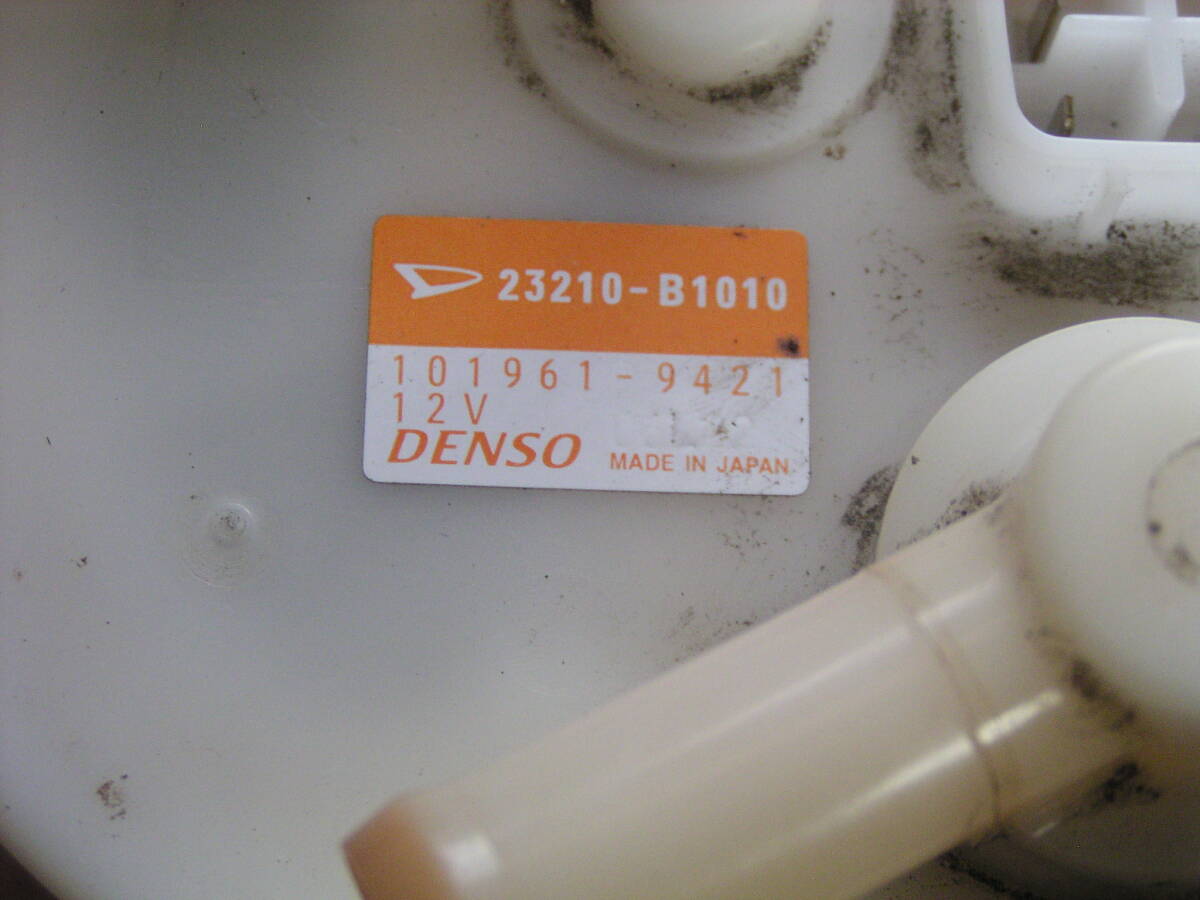 23210-B1010
101961-9421
12V
DENSO
MADE IN JAPAN